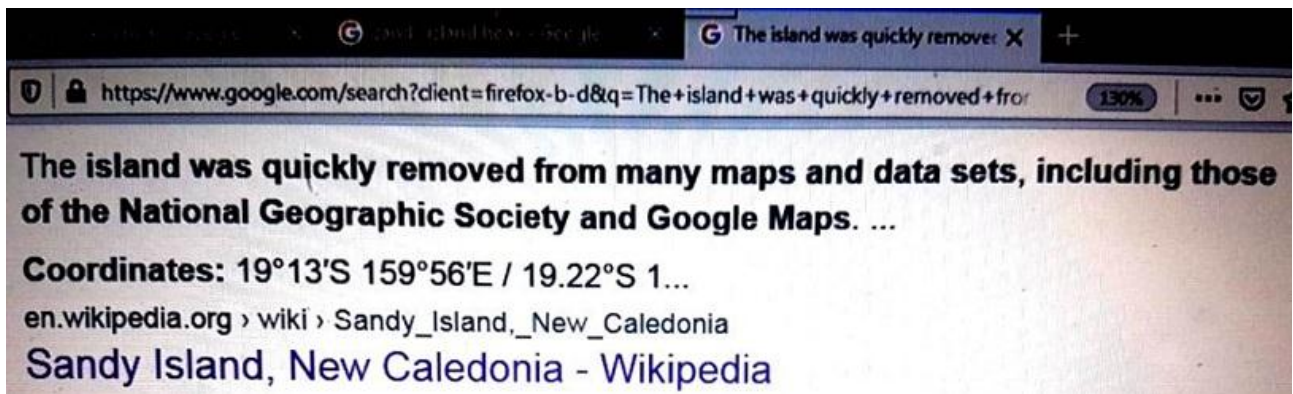 The island was quickly remove
https://www.google.com/search?client=firefox-b-d&q=The+island+was+quickly+removed+fro
130%
The island was quickly removed from many maps and data sets, including those
of the National Geographic Society and Google Maps. ...
Coordinates: 19°13'S 159°56'E / 19.22°S 1...
en.wikipedia.org › wiki › Sandy_Island,_New_Caledonia
Sandy Island, New Caledonia - Wikipedia